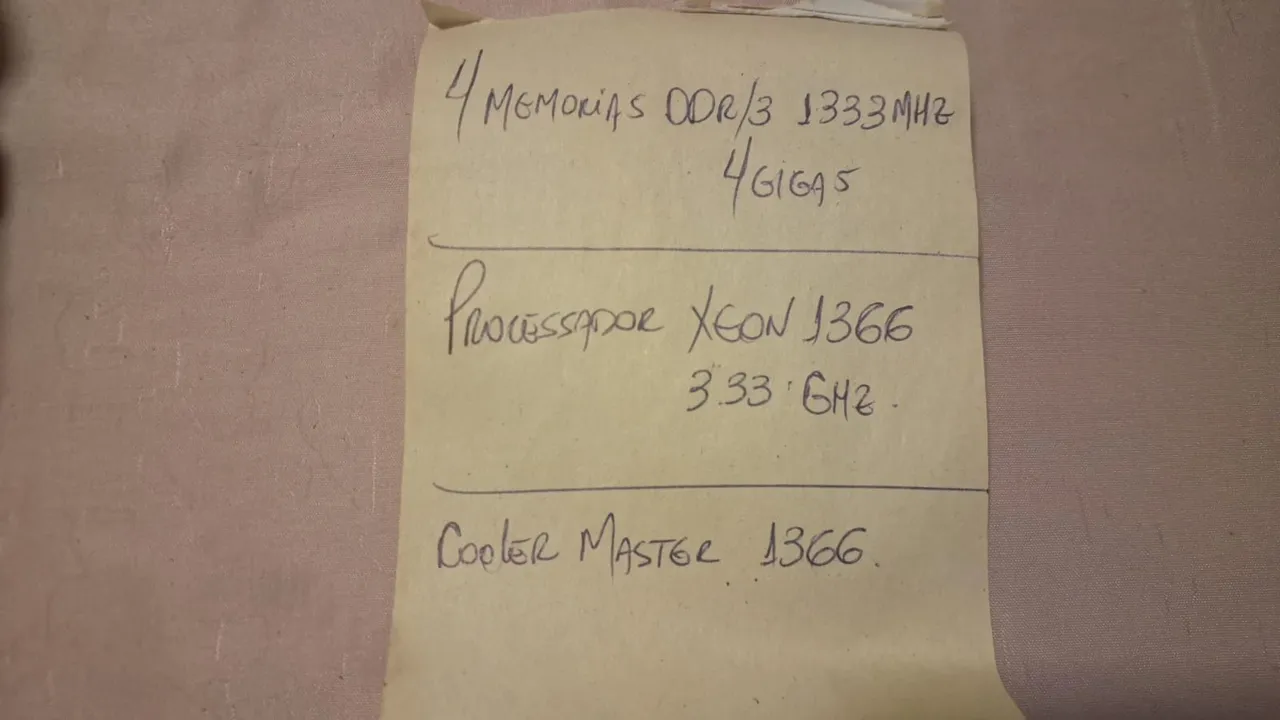 4 MEMORIAS DDR/3 1333MHZ
4 GIGAS
PROCESSADOR XEON 1366
3.33 GHZ.
COOLER MASTER 1366.